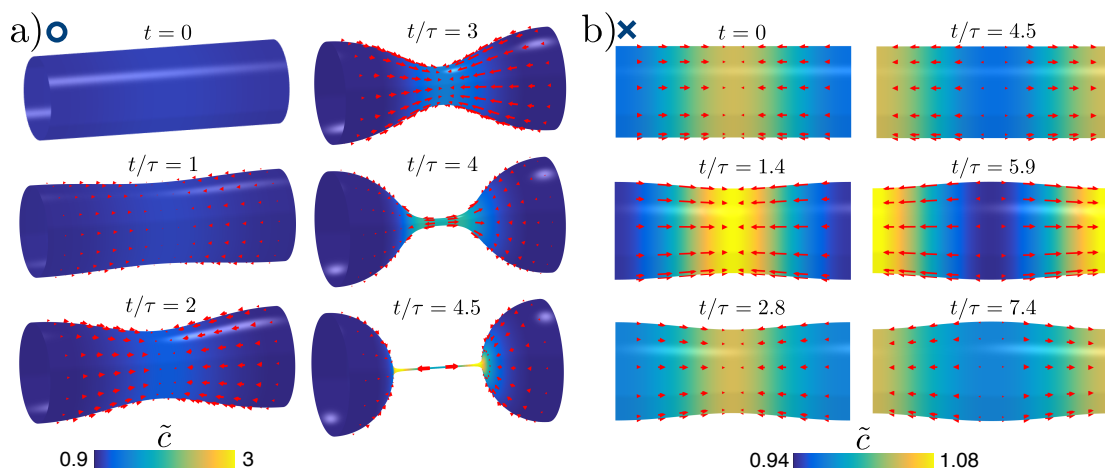 a) t = 0 t/τ = 3
t/τ = 1 t/τ = 4
t/τ = 2 t/τ = 4.5
c̃
0.9 3
b) t = 0 t/τ = 4.5
t/τ = 1.4 t/τ = 5.9
t/τ = 2.8 t/τ = 7.4
c̃
0.94 1.08